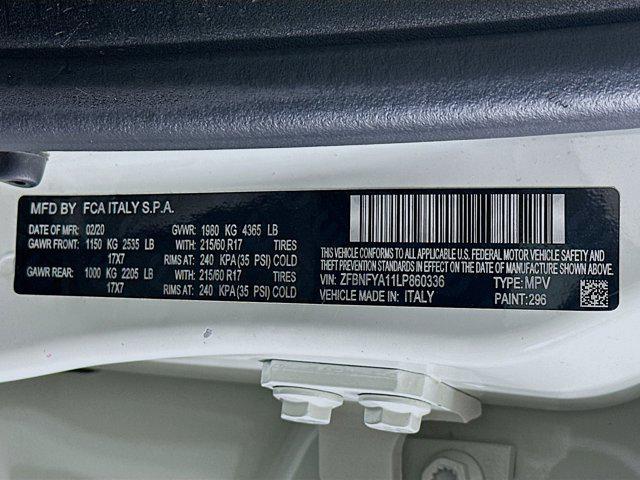 MFD BY FCA ITALY S.P.A.
DATE OF MFD: 02/20 GVWR: 1980 KG 4365 LB
GAWR FRONT: 1150 KG 2535 LB WITH: 215/60 R17 TIRES
17X7 RIMS AT: 240 KPA (35 PSI) COLD
GAWR REAR: 1000 KG 2205 LB WITH: 215/60 R17 TIRES
17X7 RIMS AT: 240 KPA (35 PSI) COLD
THIS VEHICLE CONFORMS TO ALL APPLICABLE U.S. FEDERAL MOTOR VEHICLE SAFETY
AND THEFT PREVENTION STANDARDS IN EFFECT ON THE DATE OF MANUFACTURE SHOWN ABOVE
VIN: ZFBNFYA11LP860336 TYPE: MPV
VEHICLE MADE IN: ITALY PAINT:296